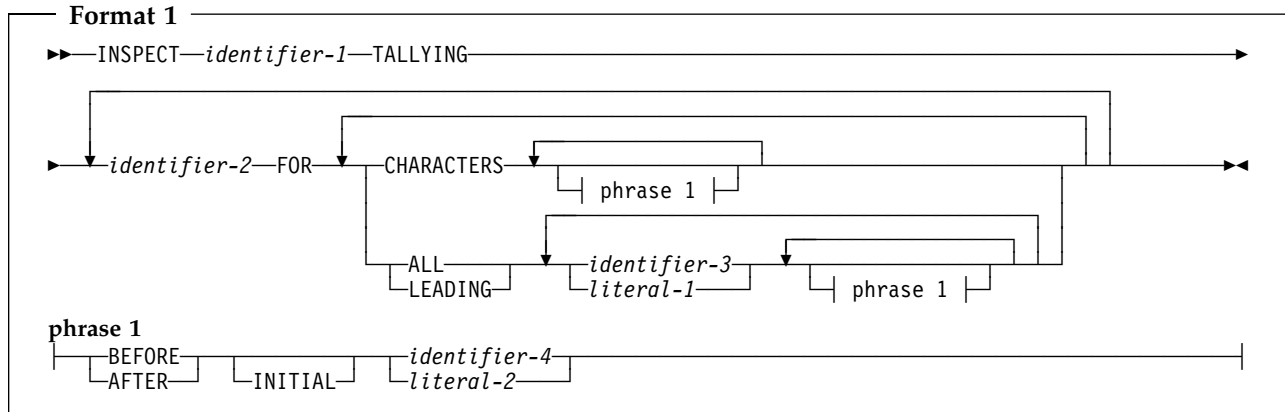 Format 1
INSPECT identifier-1 TALLYING
identifier-2 FOR CHARACTERS
phrase 1
ALL identifier-3
LEADING literal-1 phrase 1
phrase 1
BEFORE identifier-4
AFTER INITIAL literal-2